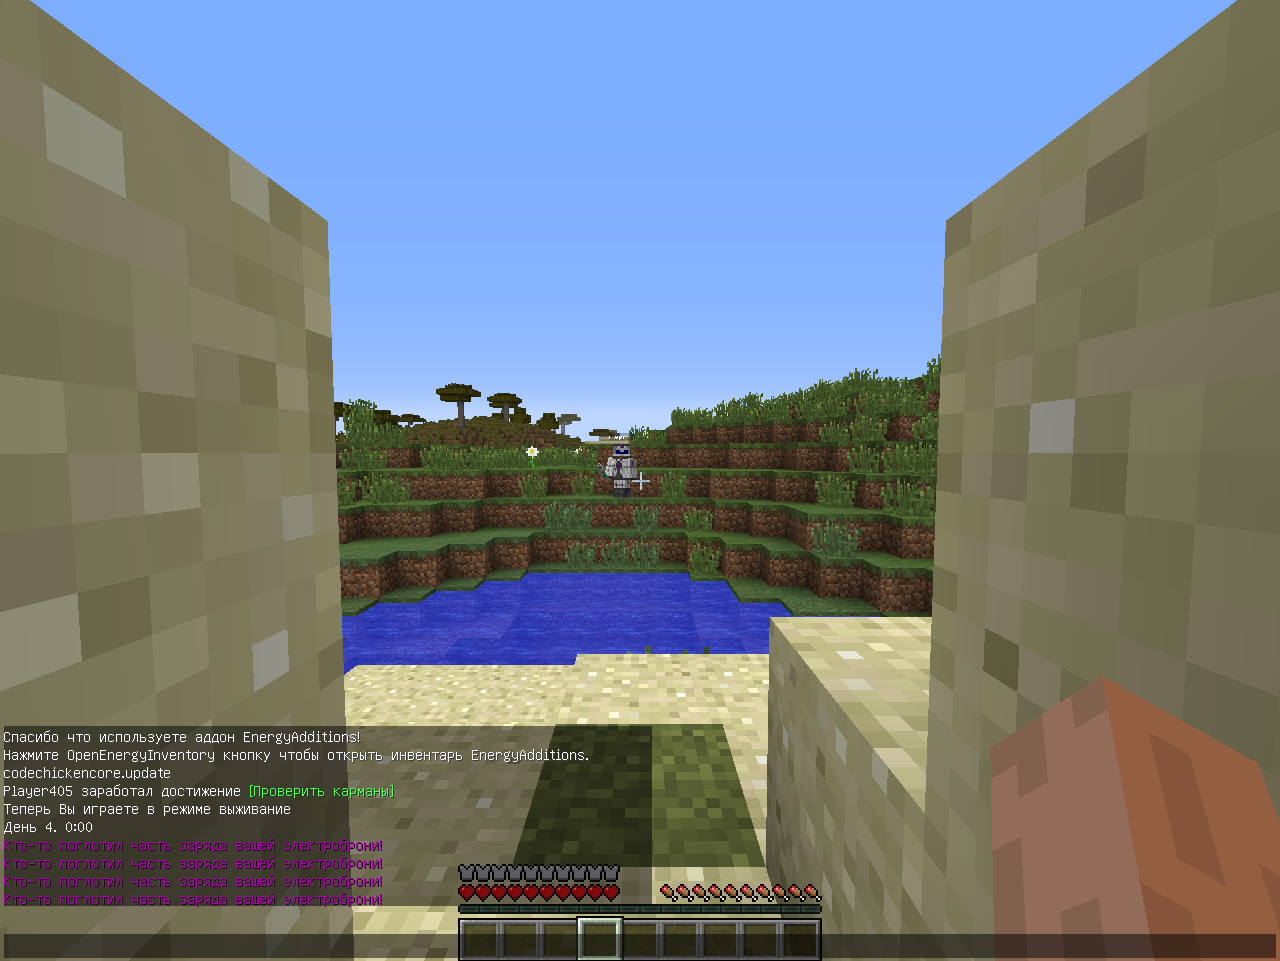 Спасибо что используете аддон EnergyAdditions!
Нажмите OpenEnergyInventory кнопку чтобы открыть инвентарь EnergyAdditions.
codechickencore.update
Player405 заработал достижение [Проверить карманы]
Теперь Вы играете в режиме выживание
День 4. 0:00
Кто-то поглотил часть заряда вашей электроброни!
Кто-то поглотил часть заряда вашей электроброни!
Кто-то поглотил часть заряда вашей электроброни!
Кто-то поглотил часть заряда вашей электроброни!